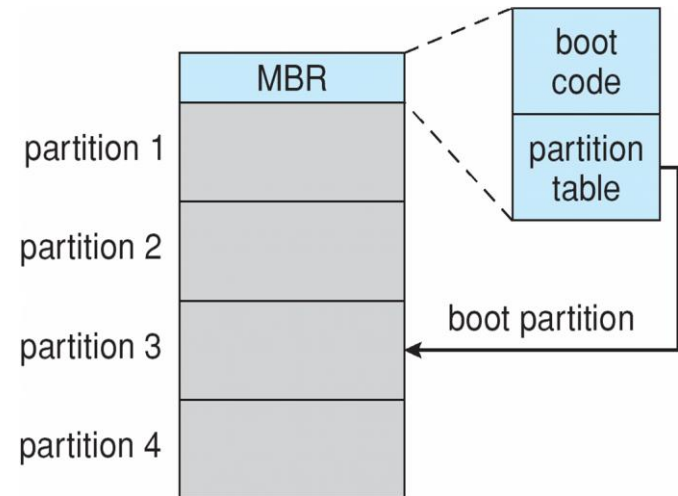 boot
code
MBR
partition 1
partition
table
partition 2
boot partition
partition 3
partition 4